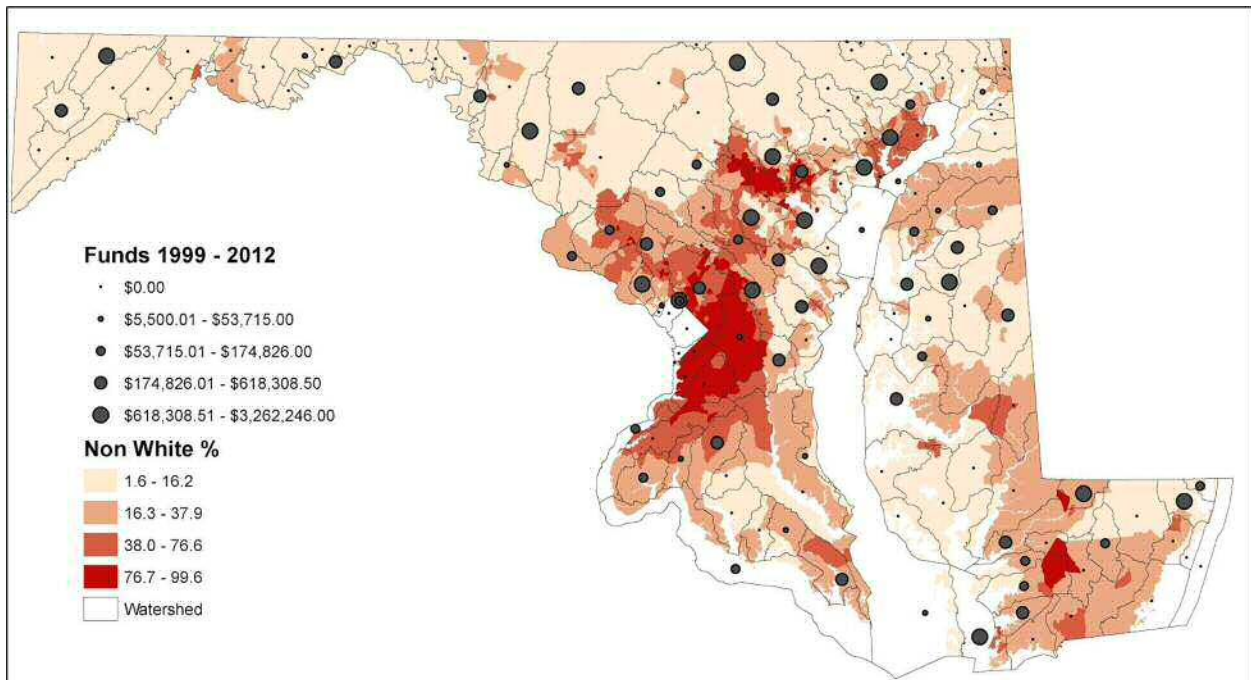 Funds 1999 - 2012
$0.00
$5,500.01 - $53,715.00
$53,715.01 - $174,826.00
$174,826.01 - $618,308.50
$618,308.51 - $3,262,246.00
Non White %
1.6 - 16.2
16.3 - 37.9
38.0 - 76.6
76.7 - 99.6
Watershed